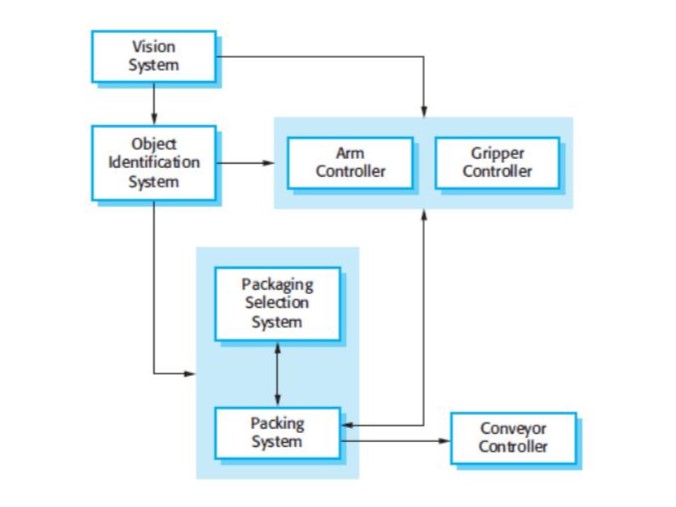 Vision
System
Object
Identification
System
Arm
Controller
Gripper
Controller
Packaging
Selection
System
Packing
System
Conveyor
Controller